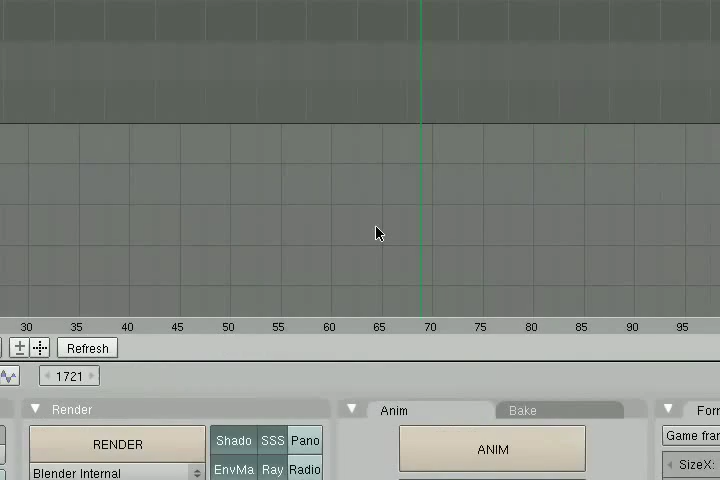 30 35 40 45 50 55 60 65 70 75 80 85 90 95
Refresh
1721
Render Anim Bake
RENDER Shado SSS Pano ANIM Game fran
Blender Internal EnvMa Ray Radio SizeX: